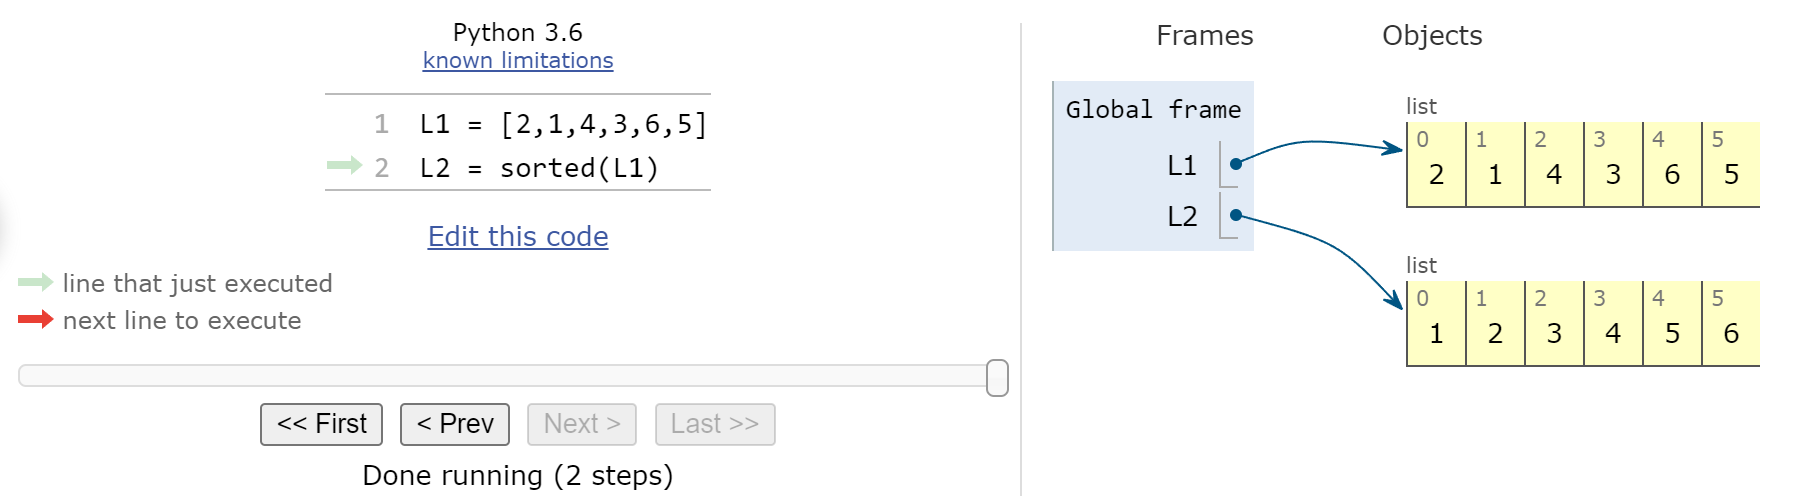 Python 3.6
known limitations
1 L1 = [2,1,4,3,6,5]
2 L2 = sorted(L1)
Edit this code
line that just executed
next line to execute
<< First < Prev Next > Last >>
Done running (2 steps)
Frames Objects
Global frame
L1
L2
list
0 1 2 3 4 5
2 1 4 3 6 5
list
0 1 2 3 4 5
1 2 3 4 5 6